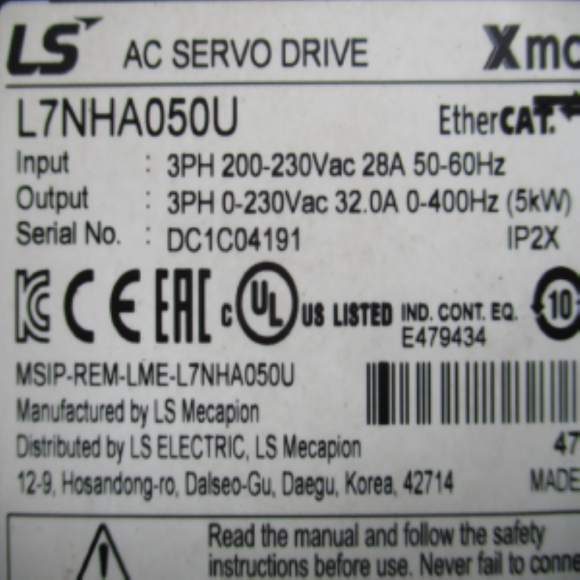 LS AC SERVO DRIVE Xmo
L7NHA050U EtherCAT.
Input : 3PH 200-230Vac 28A 50-60Hz
Output : 3PH 0-230Vac 32.0A 0-400Hz (5kW)
Serial No. : DC1C04191 IP2X
KC CE EAC c UL US LISTED IND. CONT. EQ. 10
E479434
MSIP-REM-LME-L7NHA050U
Manufactured by LS Mecapion
Distributed by LS ELECTRIC, LS Mecapion 47
12-9, Hosandong-ro, Dalseo-Gu, Daegu, Korea, 42714 MADE
Read the manual and follow the safety
instructions before use. Never fail to conne